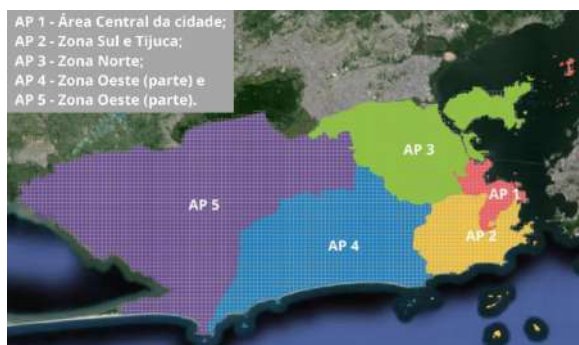 AP 1 - Área Central da cidade;
AP 2 - Zona Sul e Tijuca;
AP 3 - Zona Norte;
AP 4 - Zona Oeste (parte) e
AP 5 - Zona Oeste (parte).
AP 3
AP 1
AP 5
AP 2
AP 4